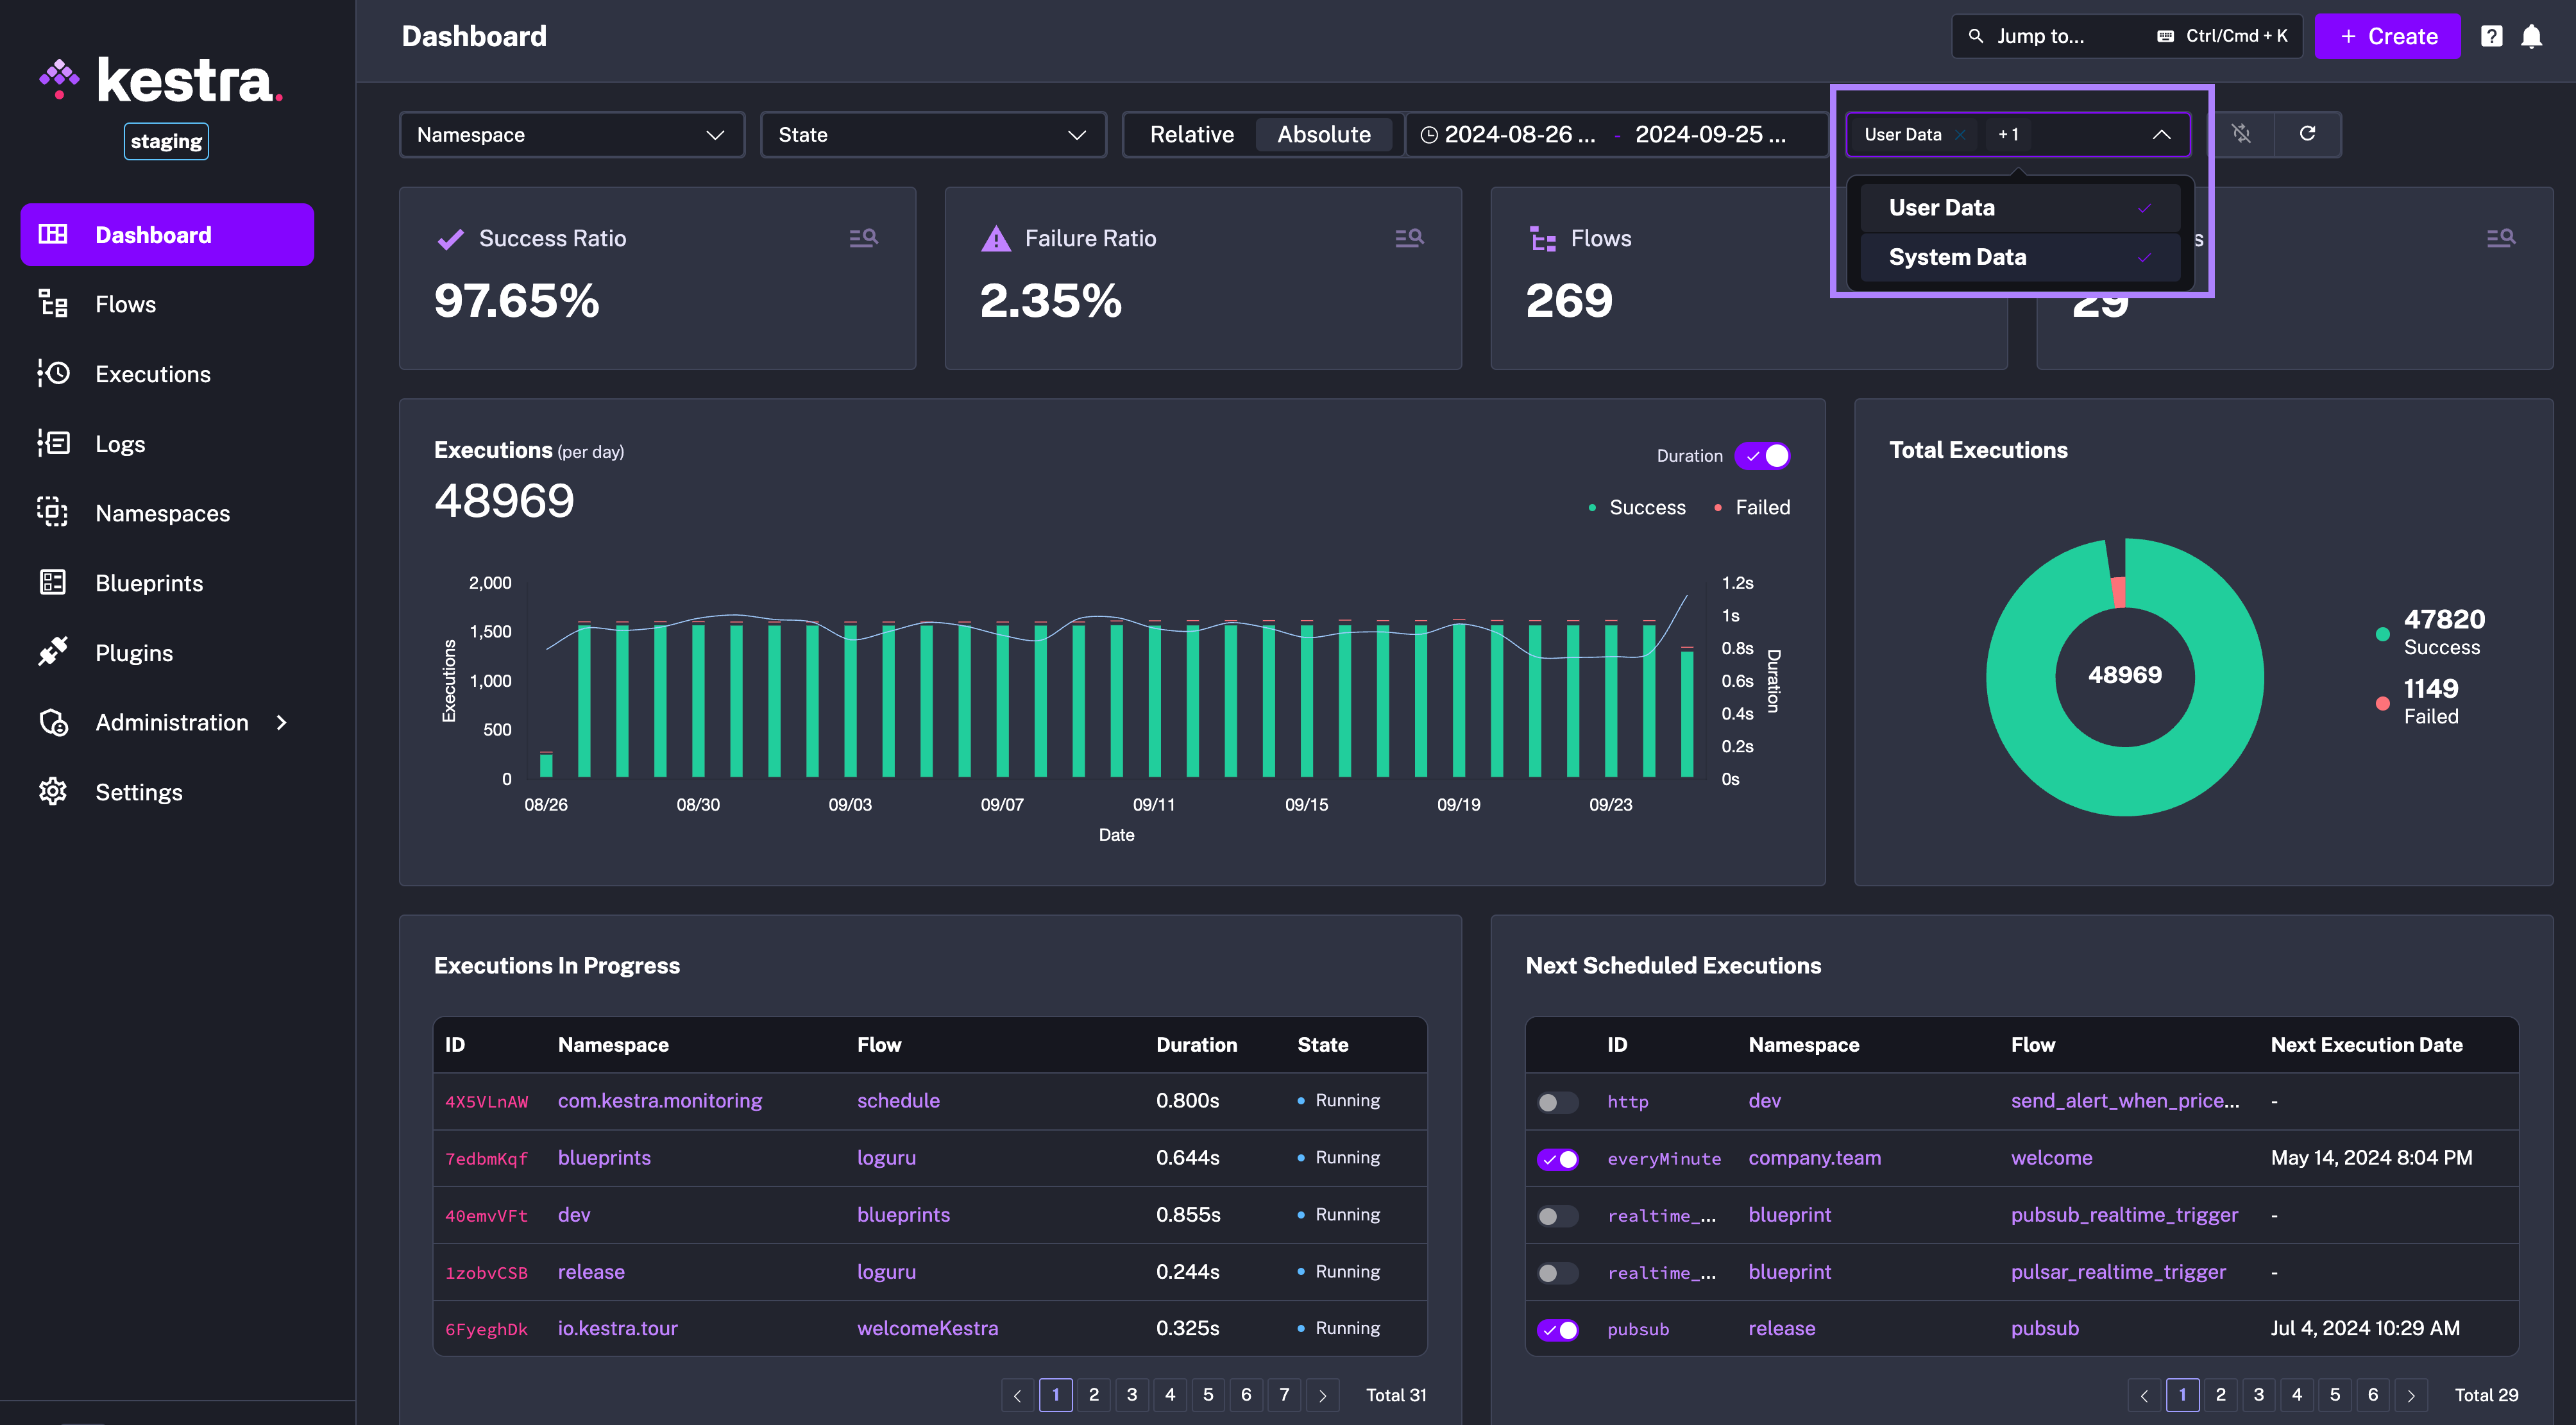 kestra.
staging
Dashboard
Flows
Executions
Logs
Namespaces
Blueprints
Plugins
Administration
Settings
Dashboard
Jump to... Ctrl/Cmd + K
+ Create
Namespace
State
Relative Absolute 2024-08-26 ... - 2024-09-25 ...
User Data × + 1
User Data
System Data
Success Ratio
97.65%
Failure Ratio
2.35%
Flows
269
s
29
Executions (per day)
48969
Duration
Success Failed
2,000
1,500
1,000
500
0
Executions
1.2s
1s
0.8s
0.6s
0.4s
0.2s
0s
Duration
08/26 08/30 09/03 09/07 09/11 09/15 09/19 09/23
Date
Total Executions
48969
47820
Success
1149
Failed
Executions In Progress
ID Namespace Flow Duration State
4X5VLnAW com.kestra.monitoring schedule 0.800s Running
7edbmKqf blueprints loguru 0.644s Running
40emvVFt dev blueprints 0.855s Running
1zobvCSB release loguru 0.244s Running
6FyeghDk io.kestra.tour welcomeKestra 0.325s Running
1 2 3 4 5 6 7 Total 31
Next Scheduled Executions
ID Namespace Flow Next Execution Date
http dev send_alert_when_price... -
everyMinute company.team welcome May 14, 2024 8:04 PM
realtime_... blueprint pubsub_realtime_trigger -
realtime_... blueprint pulsar_realtime_trigger -
pubsub release pubsub Jul 4, 2024 10:29 AM
1 2 3 4 5 6 Total 29